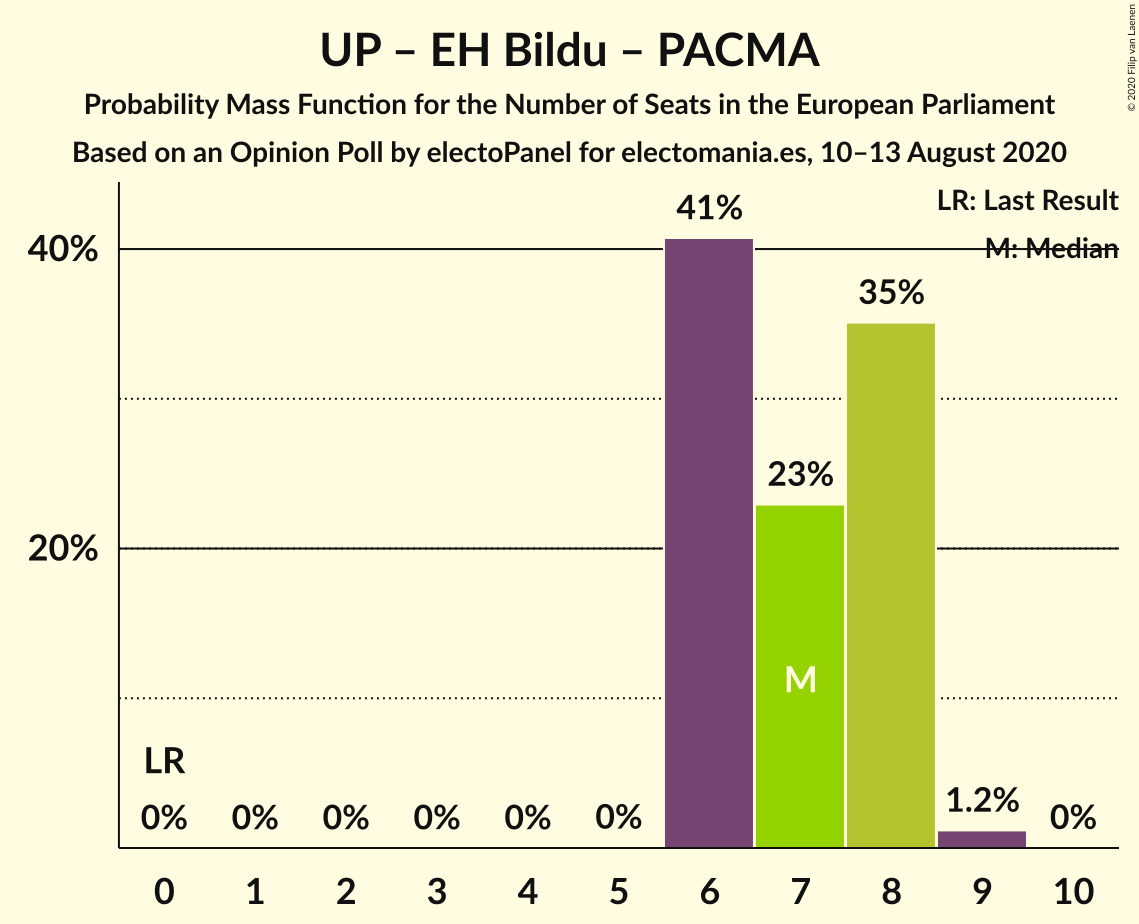 UP – EH Bildu – PACMA
Probability Mass Function for the Number of Seats in the European Parliament
Based on an Opinion Poll by electoPanel for electomania.es, 10–13 August 2020
© 2020 Filip van Laenen
LR: Last Result
M: Median
40%
20%
41%
35%
23%
M
LR
0%
0%
0%
0%
0%
0%
1.2%
0%
0 1 2 3 4 5 6 7 8 9 10